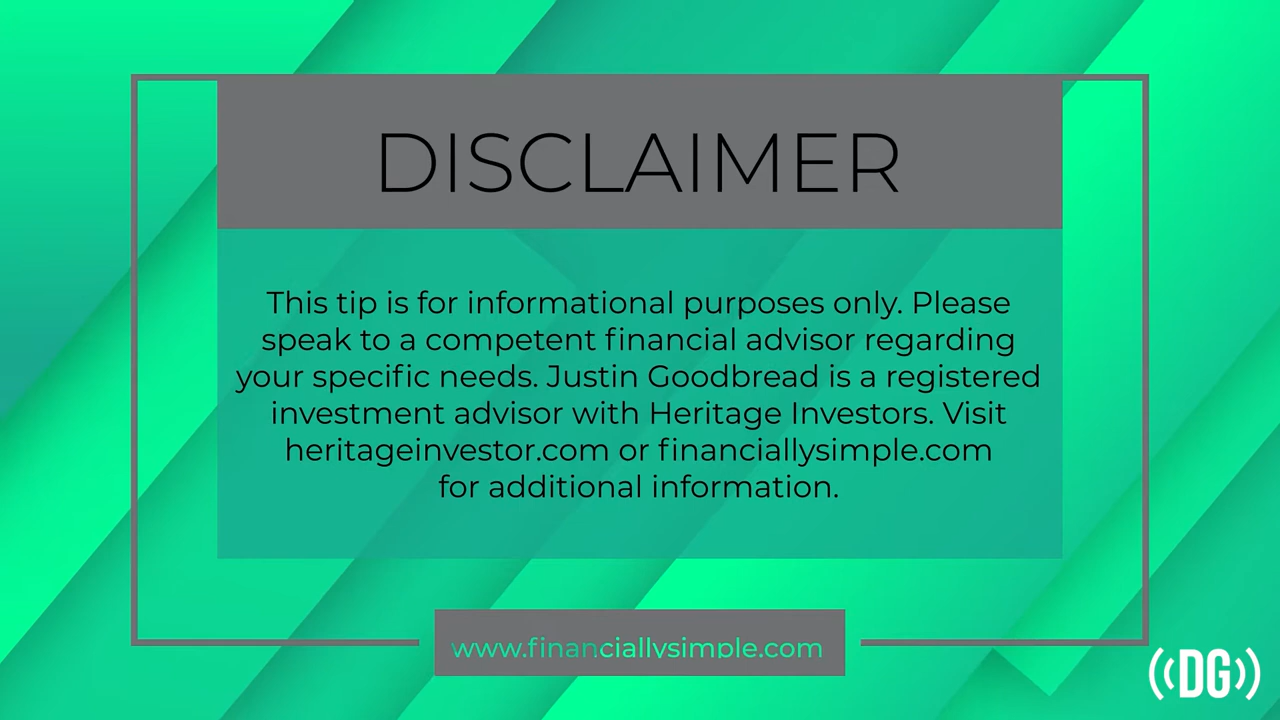 DISCLAIMER
This tip is for informational purposes only. Please
speak to a competent financial advisor regarding
your specific needs. Justin Goodbread is a registered
investment advisor with Heritage Investors. Visit
heritageinvestor.com or financiallysimple.com
for additional information.
www.financiallysimple.com
DG